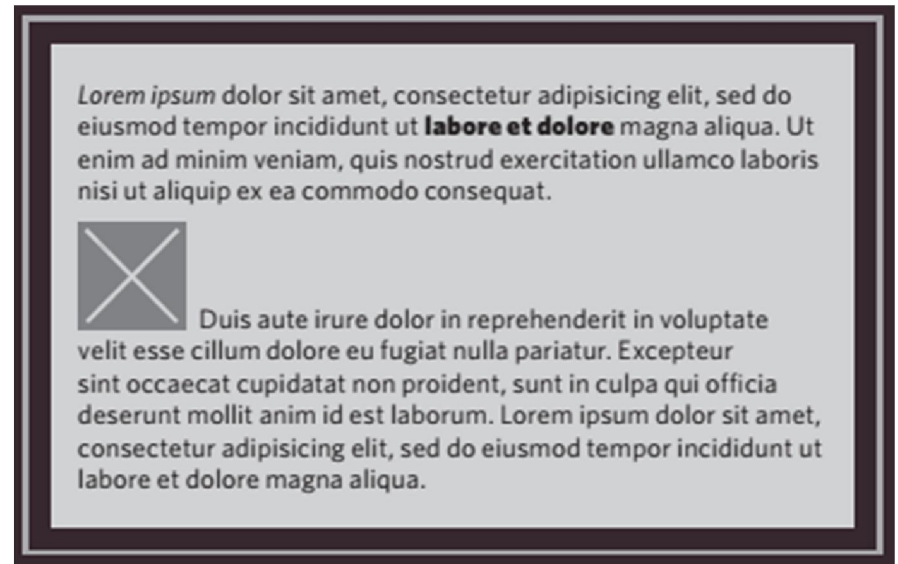 Lorem ipsum dolor sit amet, consectetur adipisicing elit, sed do
eiusmod tempor incididunt ut labore et dolore magna aliqua. Ut
enim ad minim veniam, quis nostrud exercitation ullamco laboris
nisi ut aliquip ex ea commodo consequat.
Duis aute irure dolor in reprehenderit in voluptate
velit esse cillum dolore eu fugiat nulla pariatur. Excepteur
sint occaecat cupidatat non proident, sunt in culpa qui officia
deserunt mollit anim id est laborum. Lorem ipsum dolor sit amet,
consectetur adipisicing elit, sed do eiusmod tempor incididunt ut
labore et dolore magna aliqua.